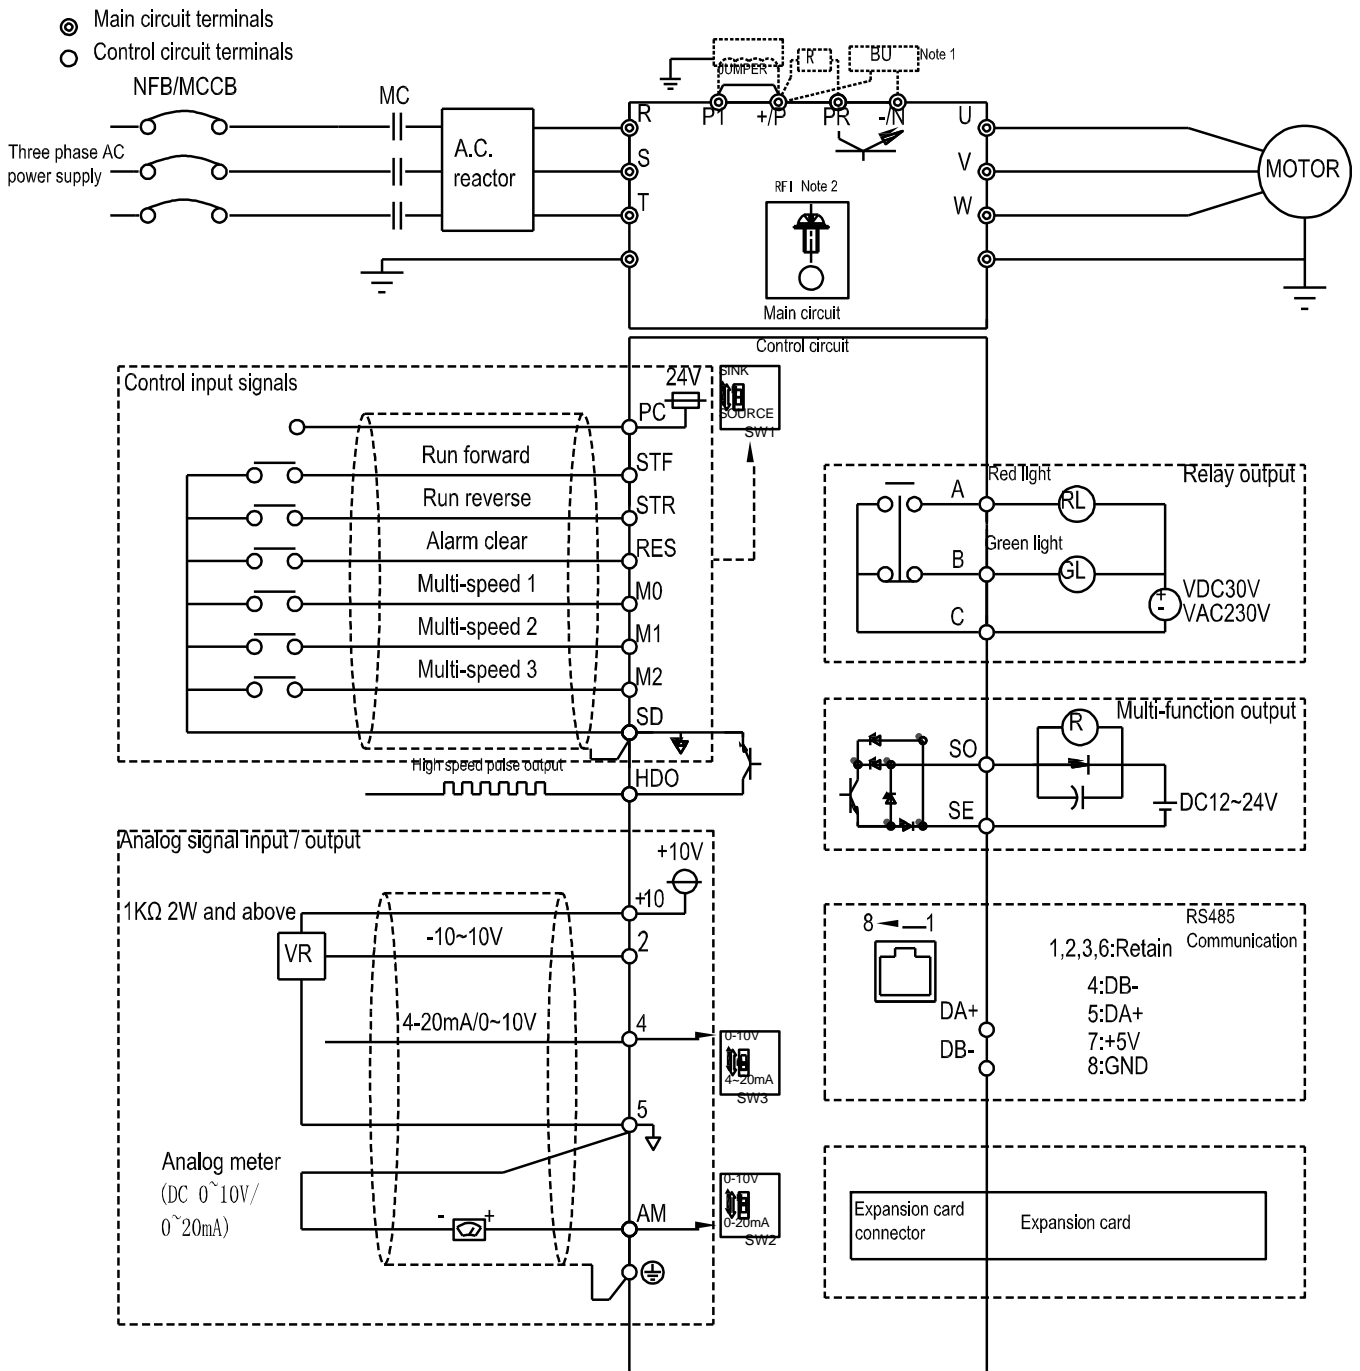 Main circuit terminals
Control circuit terminals
NFB/MCCB
MC
Three phase AC
power supply
A.C.
reactor
JUMPER
R
BU
Note 1
P1
+/P
PR
-/N
R
S
T
U
V
W
MOTOR
RFI Note 2
Main circuit
Control circuit
Control input signals
24V
PC
SINK
SOURCE
SW1
Run forward
STF
Run reverse
STR
Alarm clear
RES
Multi-speed 1
M0
Multi-speed 2
M1
Multi-speed 3
M2
SD
High speed pulse output
HDO
Relay output
A
Red light
RL
B
Green light
GL
C
+
-
VDC30V
VAC230V
Multi-function output
R
SO
SE
DC12~24V
Analog signal input / output
+10V
1KΩ 2W and above
+10
VR
-10~10V
2
4-20mA/0~10V
4
0-10V
4~20mA
SW3
5
Analog meter
(DC 0~10V/
0~20mA)
- +
AM
0-10V
0-20mA
SW2
8 1
RS485
Communication
1,2,3,6:Retain
4:DB-
5:DA+
7:+5V
8:GND
DA+
DB-
Expansion card
connector
Expansion card